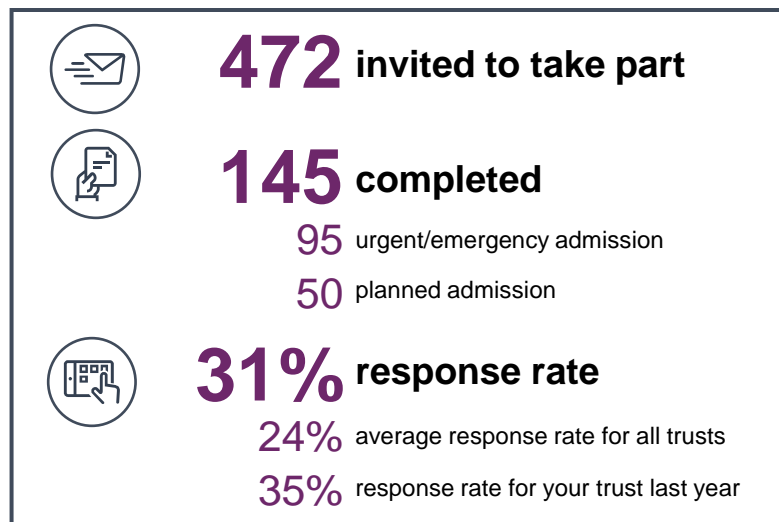 472 invited to take part
145 completed
95 urgent/emergency admission
50 planned admission
31% response rate
24% average response rate for all trusts
35% response rate for your trust last year